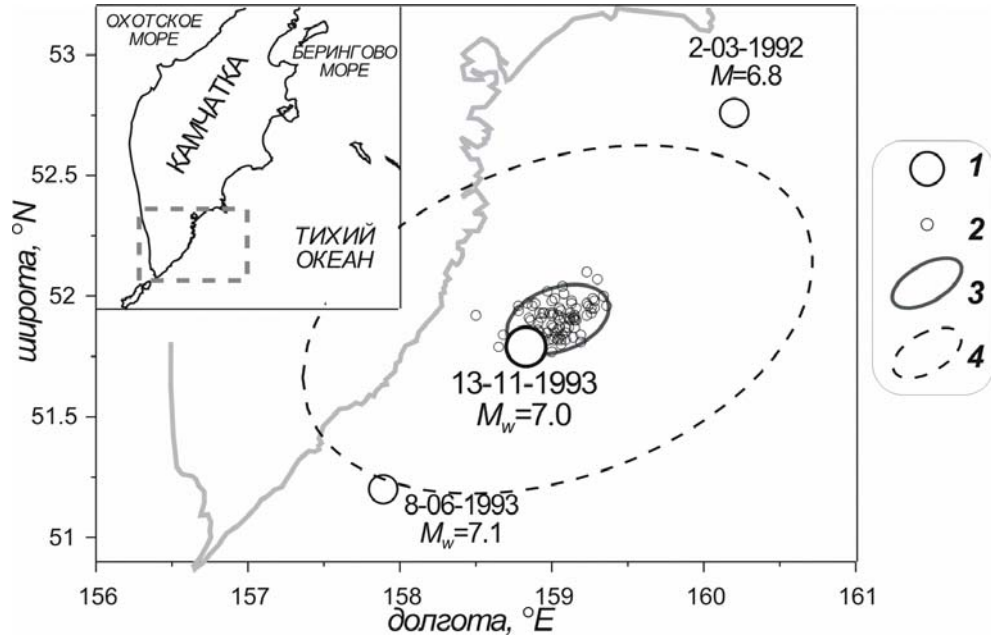 ОХОТСКОЕ
МОРЕ
БЕРИНГОВО
МОРЕ
КАМЧАТКА
ТИХИЙ
ОКЕАН
2-03-1992
M=6.8
13-11-1993
Mw=7.0
8-06-1993
Mw=7.1
широта, °N
53
52.5
52
51.5
51
156
157
158
159
160
161
долгота, °E
1
2
3
4